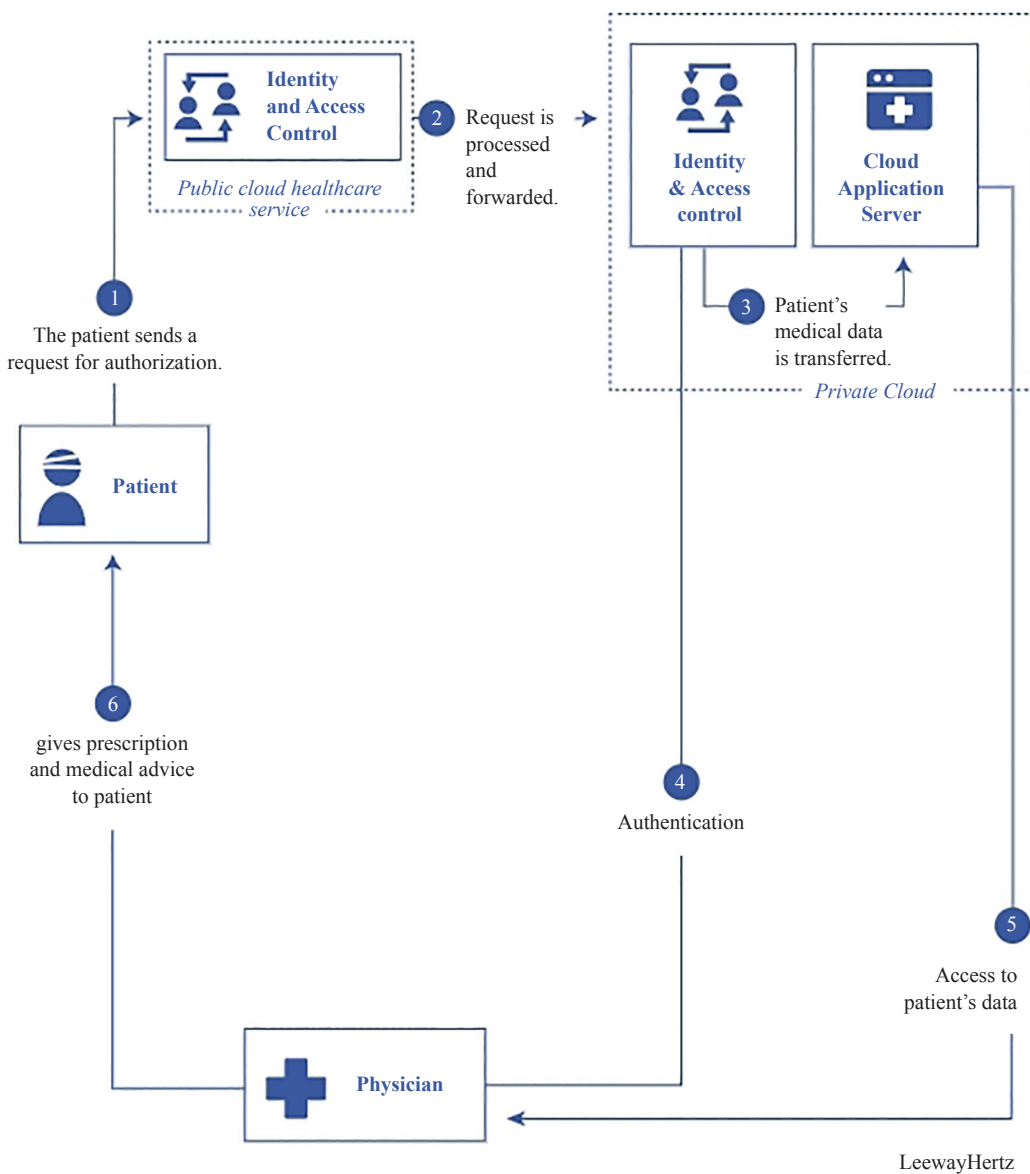 Identity
and Access
Control
Public cloud healthcare
service
2
Request is
processed
and
forwarded.
Identity
& Access
control
Cloud
Application
Server
3
Patient’s
medical data
is transferred.
Private Cloud
1
The patient sends a
request for authorization.
Patient
6
gives prescription
and medical advice
to patient
4
Authentication
5
Access to
patient’s data
Physician
LeewayHertz